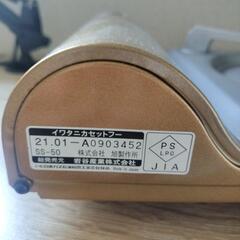 イワタニカセットフー
21.01-A0903452
SS-50 株式会社 旭製作所
総発売元 岩谷産業株式会社
PS
LPG
JIA